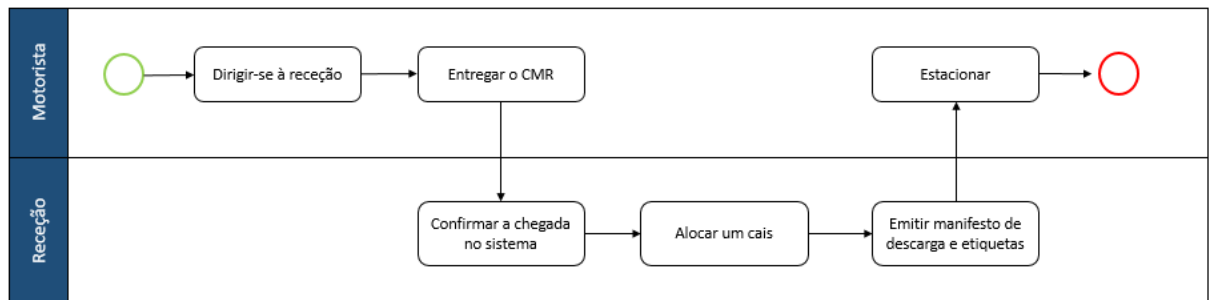 Motorista
Dirigir-se à receção
Entregar o CMR
Estacionar
Receção
Confirmar a chegada
no sistema
Alocar um cais
Emitir manifesto de
descarga e etiquetas